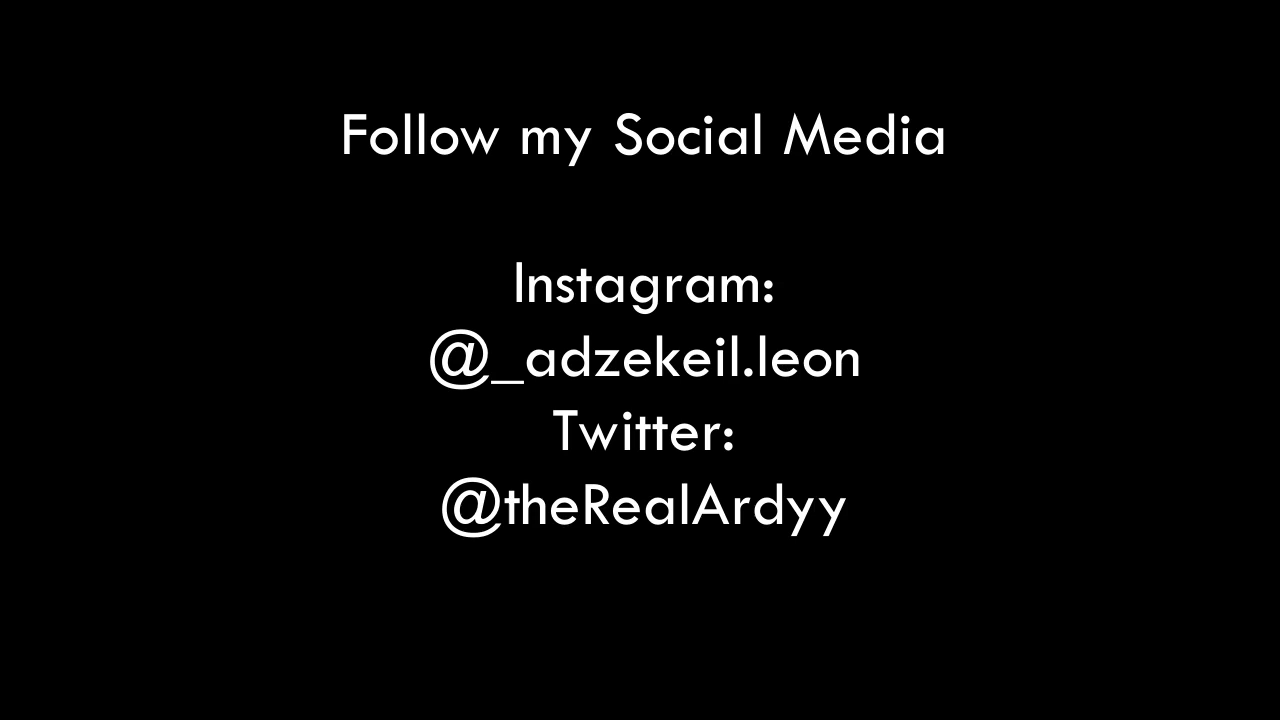 Follow my Social Media
Instagram:
@_adzekeil.leon
Twitter:
@theRealArdyy